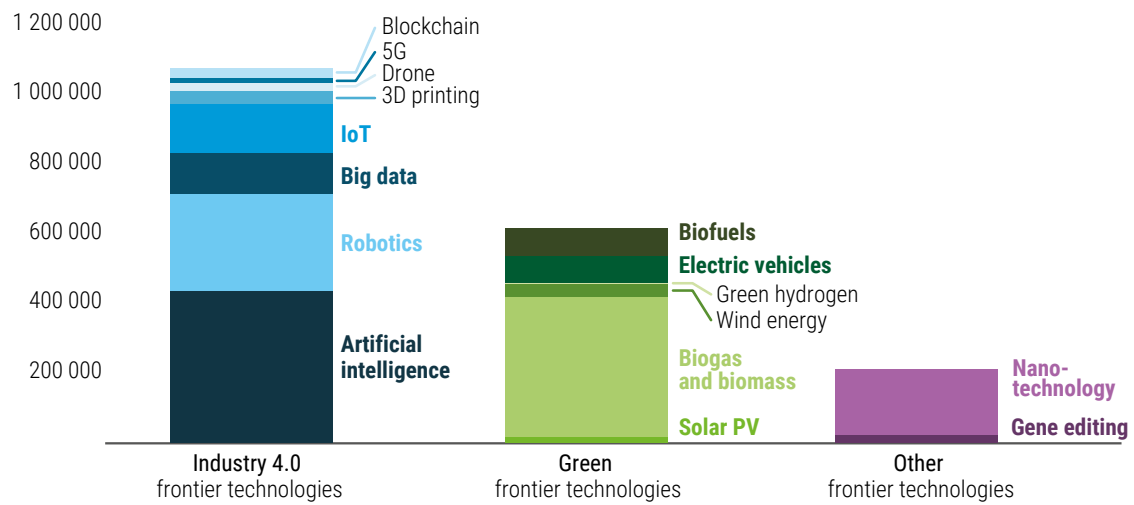 1 200 000
1 000 000
800 000
600 000
400 000
200 000
Blockchain
5G
Drone
3D printing
IoT
Big data
Robotics
Artificial
intelligence
Biofuels
Electric vehicles
Green hydrogen
Wind energy
Biogas
and biomass
Solar PV
Nano-
technology
Gene editing
Industry 4.0
frontier technologies
Green
frontier technologies
Other
frontier technologies